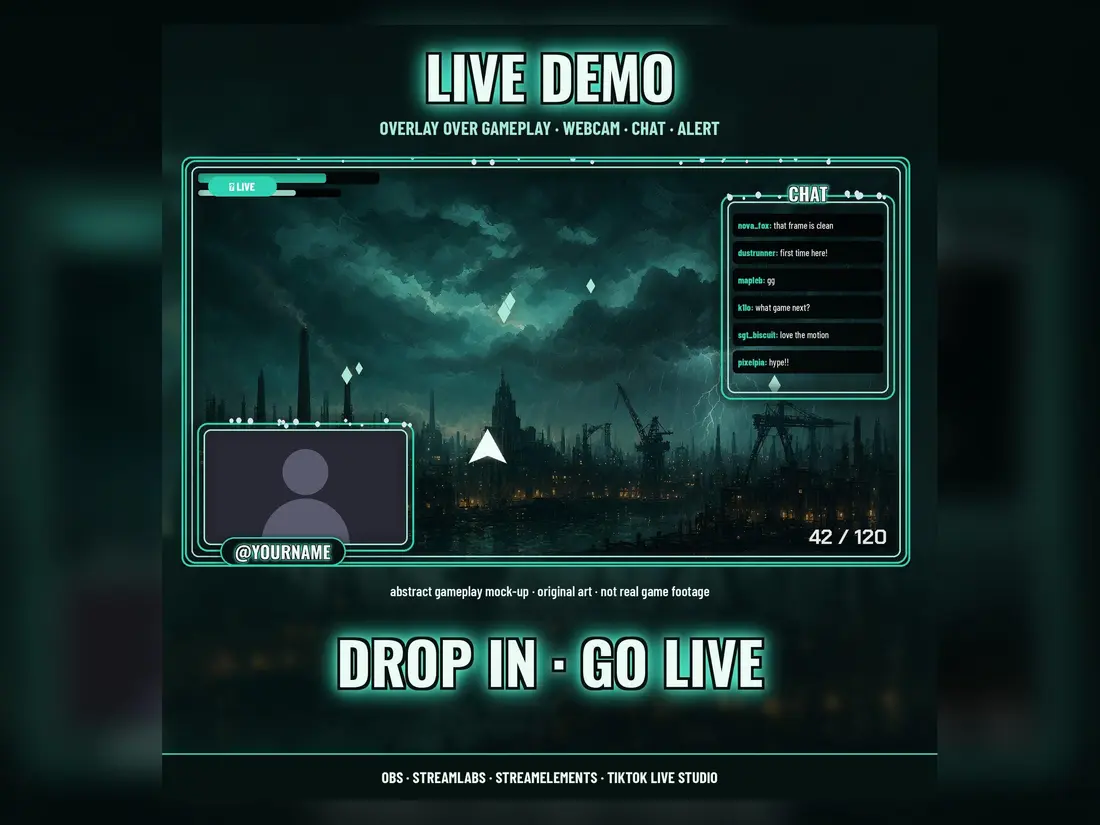 LIVE DEMO
OVERLAY OVER GAMEPLAY · WEBCAM · CHAT · ALERT
LIVE
CHAT
nova_fox: that frame is clean
dustrunner: first time here!
mapleb: gg
k1lo: what game next?
sgt_biscuit: love the motion
pixelpia: hype!!
42 / 120
@YOURNAME
abstract gameplay mock-up · original art · not real game footage
DROP IN · GO LIVE
OBS · STREAMLABS · STREAMELEMENTS · TIKTOK LIVE STUDIO